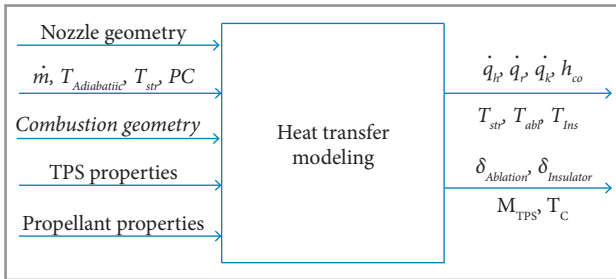 Nozzle geometry
ṁ, T_Adiabatiic, T_str, PC
Combustion geometry
TPS properties
Propellant properties
Heat transfer
modeling
q̇_h, q̇_r, q̇_k, h_co
T_str, T_abl, T_Ins
δ_Ablation, δ_Insulator
M_TPS, T_C